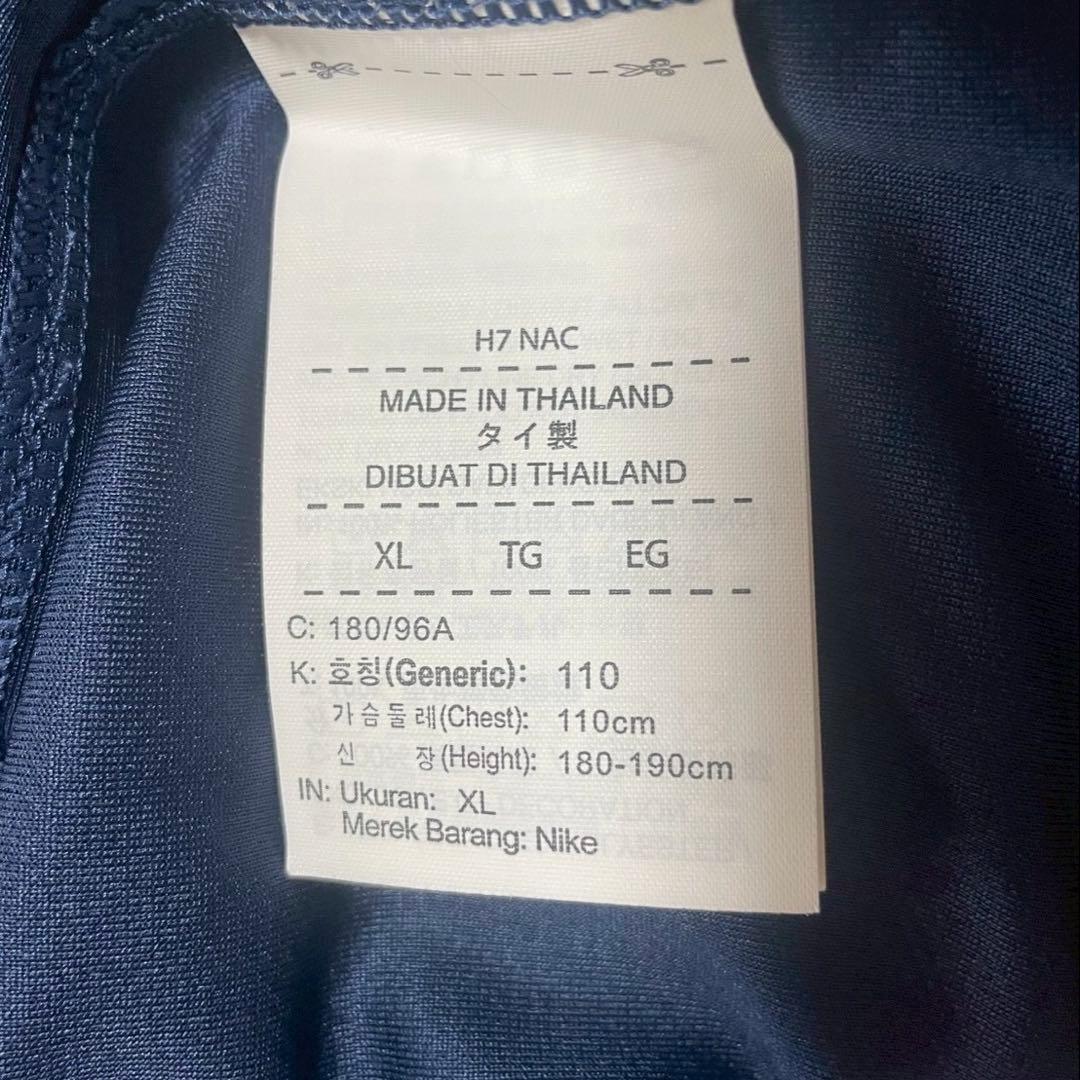 H7 NAC
MADE IN THAILAND
タイ製
DIBUAT DI THAILAND
XL TG EG
C: 180/96A
K: 호칭(Generic): 110
가슴둘레(Chest): 110cm
신 장(Height): 180-190cm
IN: Ukuran: XL
Merek Barang: Nike